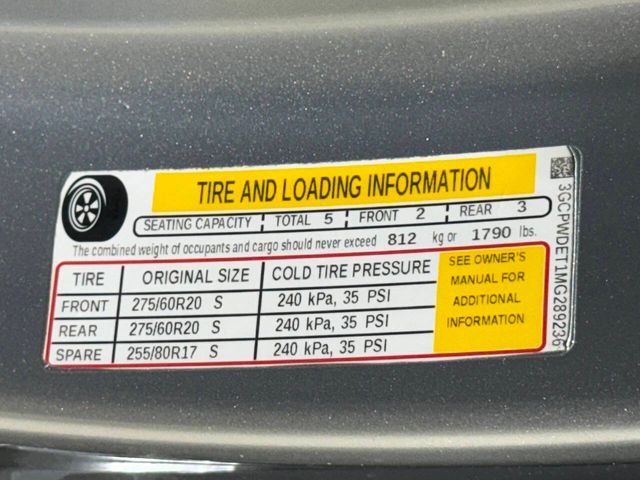 TIRE AND LOADING INFORMATION
SEATING CAPACITY TOTAL 5 FRONT 2 REAR 3
The combined weight of occupants and cargo should never exceed 812 kg or 1790 lbs.
TIRE ORIGINAL SIZE COLD TIRE PRESSURE
FRONT 275/60R20 S 240 kPa, 35 PSI
REAR 275/60R20 S 240 kPa, 35 PSI
SPARE 255/80R17 S 240 kPa, 35 PSI
SEE OWNER'S
MANUAL FOR
ADDITIONAL
INFORMATION
3GCPWDET1MG289236